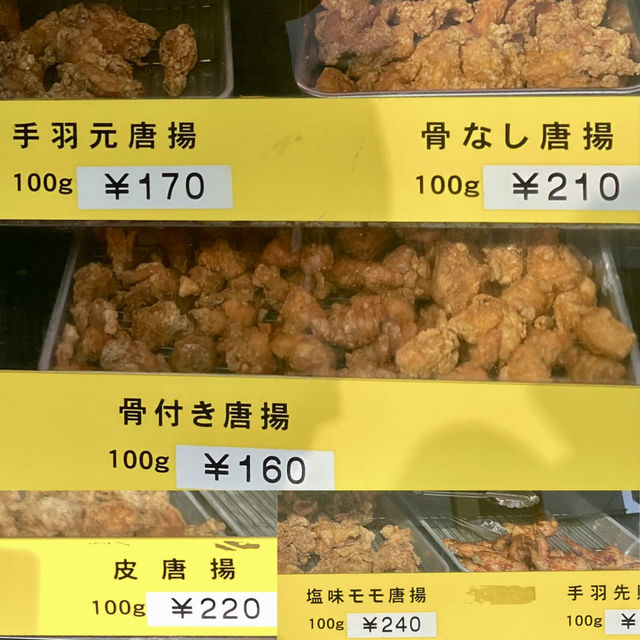 手羽元唐揚
100g ￥170
骨なし唐揚
100g ￥210
骨付き唐揚
100g ￥160
皮唐揚
100g ￥220
塩味モモ唐揚
100g ￥240
手羽先
100g ￥